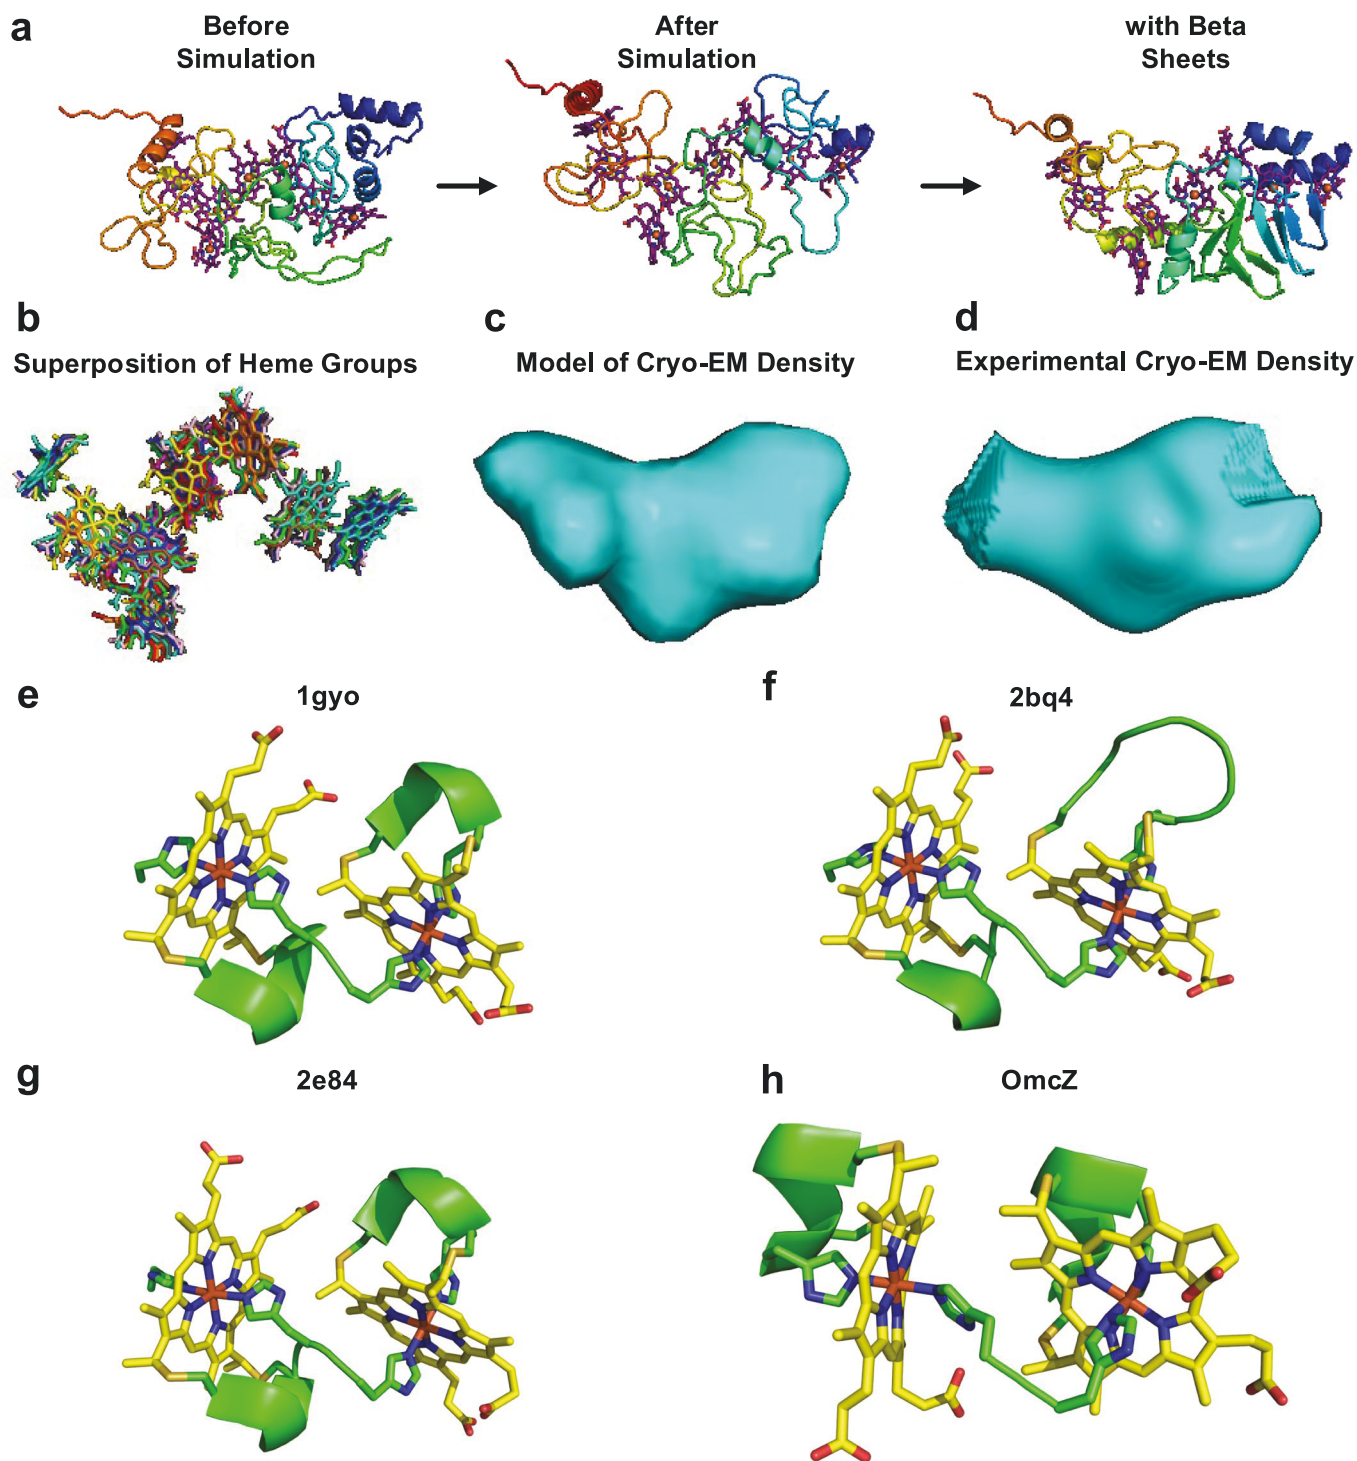 a
Before
Simulation
After
Simulation
with Beta
Sheets
b
Superposition of Heme Groups
c
Model of Cryo-EM Density
d
Experimental Cryo-EM Density
e
1gyo
f
2bq4
g
2e84
h
OmcZ